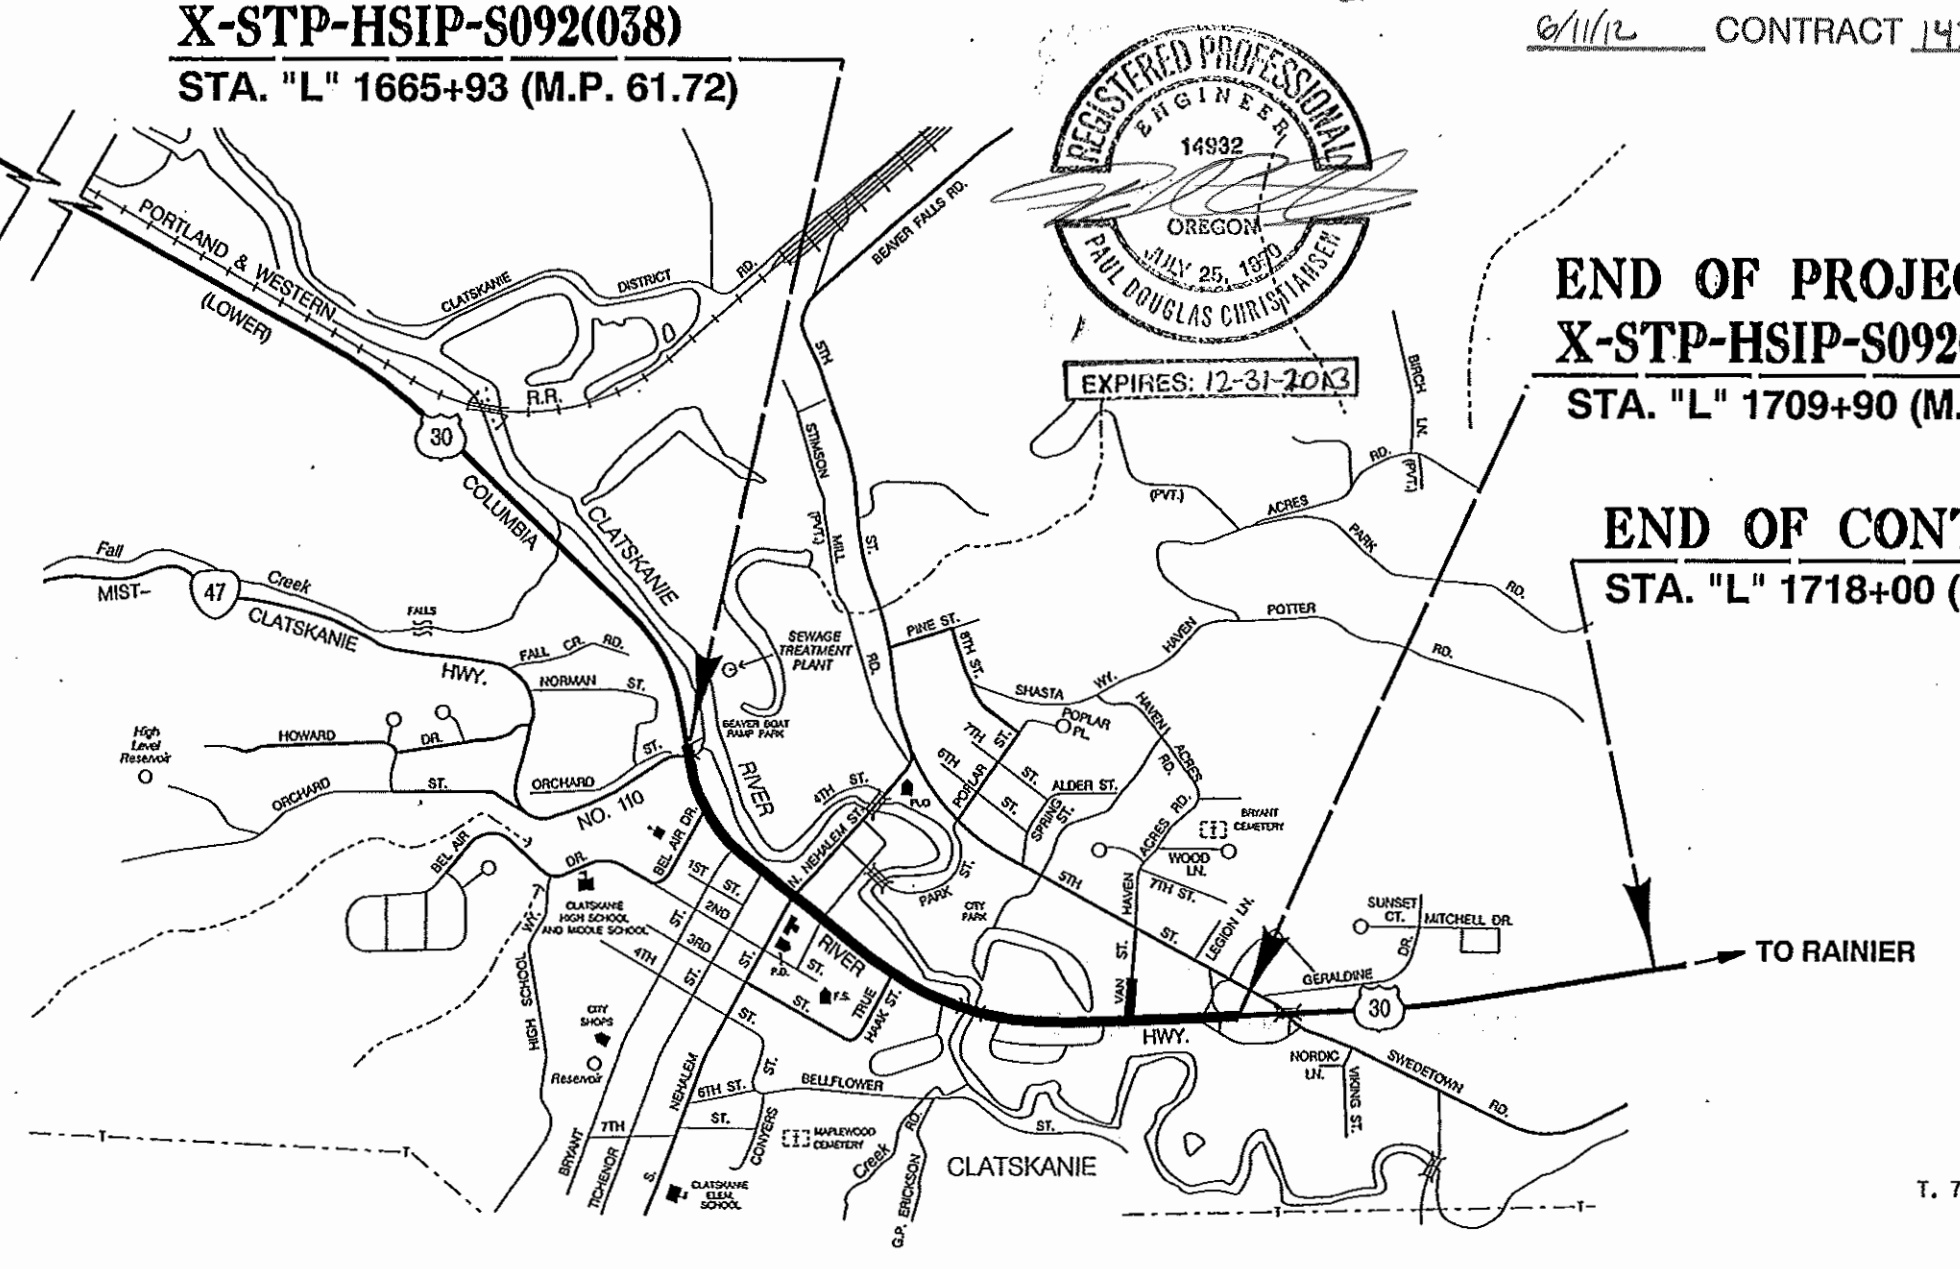 X-STP-HSIP-S092(038)
STA. "L" 1665+93 (M.P. 61.72)
6/11/12 CONTRACT
REGISTERED PROFESSIONAL
ENGINEER
14932
OREGON
JULY 25, 1970
PAUL DOUGLAS CHRISTIANSEN
EXPIRES: 12-31-2013
END OF PROJEC
X-STP-HSIP-S092
STA. "L" 1709+90 (M.
END OF CONT
STA. "L" 1718+00 (
PORTLAND & WESTERN
R.R.
(LOWER)
30
COLUMBIA
CLATSKANIE DISTRICT RD.
BEAVER FALLS RD.
5TH
ST.
STIMSON
MILL
(PVT.)
RD.
CLATSKANIE
RIVER
BIRCH
LN.
(PVT.)
(PVT.)
ACRES
RD.
PARK
RD.
POTTER
RD.
Fall
Creek
MIST-
47
CLATSKANIE
HWY.
FALLS
FALL CR. RD.
NORMAN ST.
SEWAGE
TREATMENT
PLANT
BEAVER BOAT
RAMP PARK
PINE ST.
8TH ST.
SHASTA WY.
HAVEN
HAVEN
ACRES
RD.
POPLAR
PL.
7TH
ST.
6TH
ST.
POPLAR
ST.
ALDER ST.
SPRING
ST.
High
Level
Reservoir
HOWARD DR.
ORCHARD ST.
ORCHARD
ST.
NO. 110
4TH ST.
P.O.
N. NEHALEM ST.
BRYANT
CEMETERY
WOOD
LN.
HAVEN
ACRES
RD.
7TH ST.
BEL AIR
DR.
BEL AIR DR.
1ST ST.
2ND
3RD
4TH
ST.
ST.
ST.
ST.
ST.
ST.
PARK
ST.
CITY
PARK
5TH
ST.
LEGION LN.
SUNSET
CT.
MITCHELL DR.
DR.
GERALDINE
TO RAINIER
CLATSKANIE
HIGH SCHOOL
AND MIDDLE SCHOOL
HIGH SCHOOL
WY.
P.D.
F.S.
RIVER
TRUE
HAAK ST.
VAN
ST.
HWY.
30
CITY
SHOPS
Reservoir
NORDIC
LN.
VIKING ST.
SWEDETOWN
RD.
BRYANT
TICHENOR
S.
NEHALEM
ST.
6TH ST.
7TH
ST.
CONYERS
ST.
BELLFLOWER
ST.
MAPLEWOOD
CEMETERY
CLATSKANIE
ELEM.
SCHOOL
Creek
G.P. ERICKSON
RD.
CLATSKANIE
T
T
T
T
T. 7